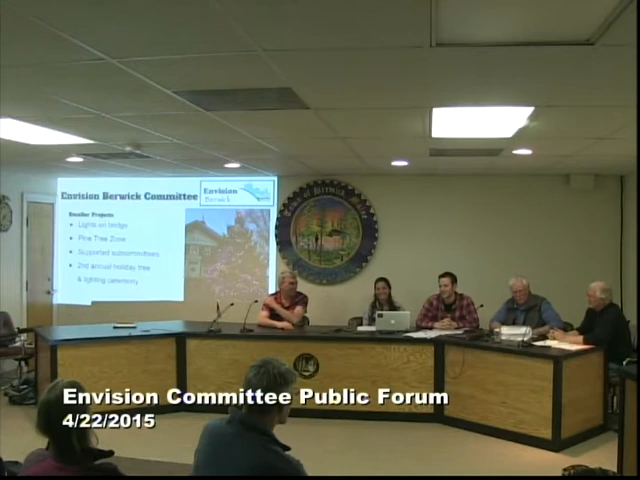 Envision Berwick Committee
Envision
Berwick
Smaller Projects
• Lights on bridge
• Pine Tree Zone
• Supported subcommittees
• 2nd annual holiday tree
& lighting ceremony
Envision Committee Public Forum
4/22/2015